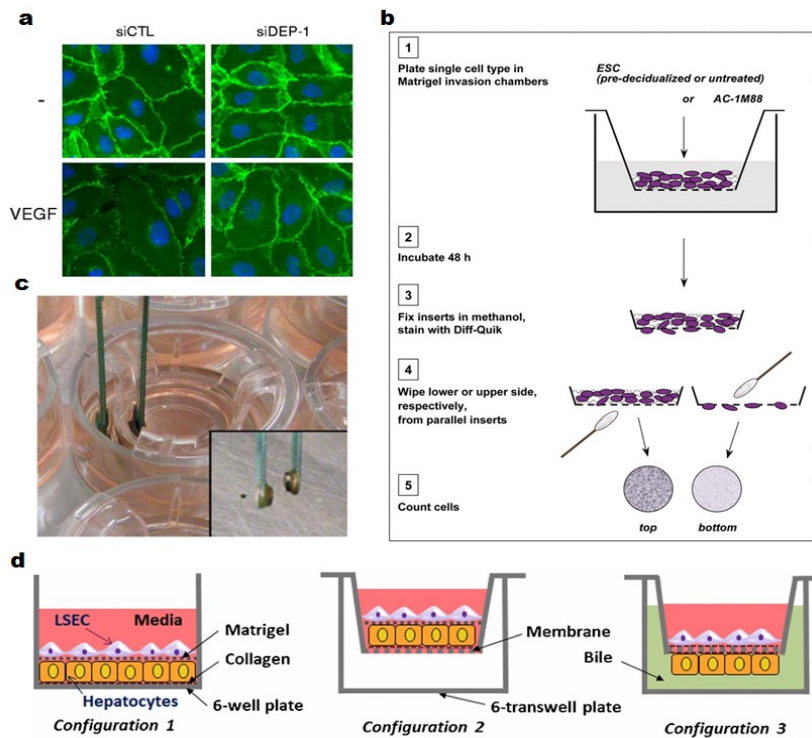 a
siCTL siDEP-1
-
VEGF
b
1
Plate single cell type in
Matrigel invasion chambers
ESC
(pre-decidualized or untreated)
or AC-1M88
2
Incubate 48 h
3
Fix inserts in methanol,
stain with Diff-Quik
4
Wipe lower or upper side,
respectively,
from parallel inserts
5
Count cells
top bottom
c
*
d
LSEC Media
Matrigel
Collagen
Hepatocytes
6-well plate
Configuration 1
Membrane
6-transwell plate
Configuration 2
Bile
Configuration 3